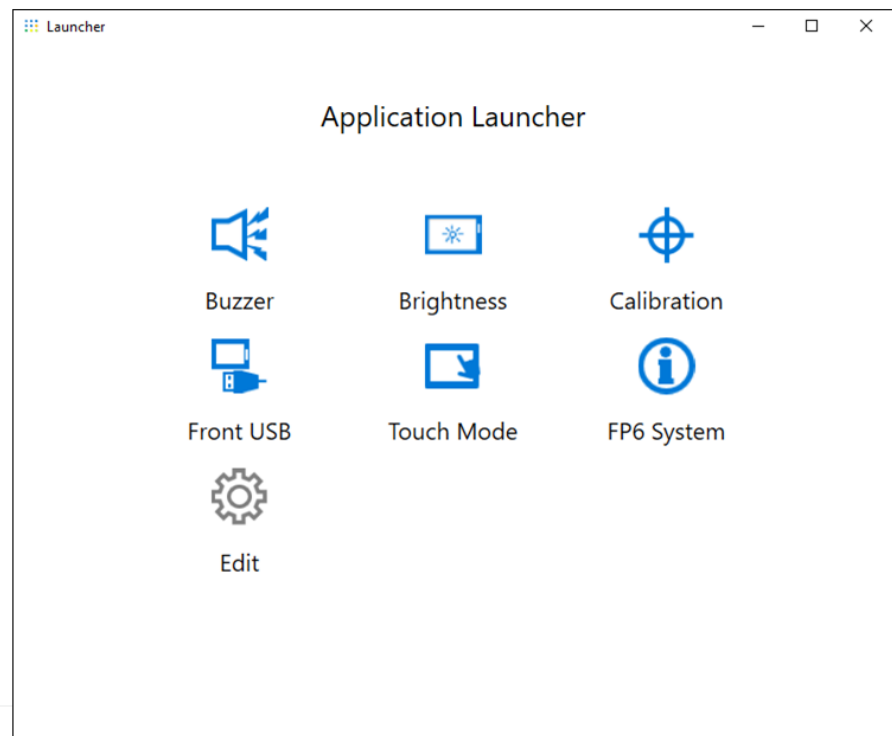 Launcher
Application Launcher
Buzzer Brightness Calibration
Front USB Touch Mode FP6 System
Edit